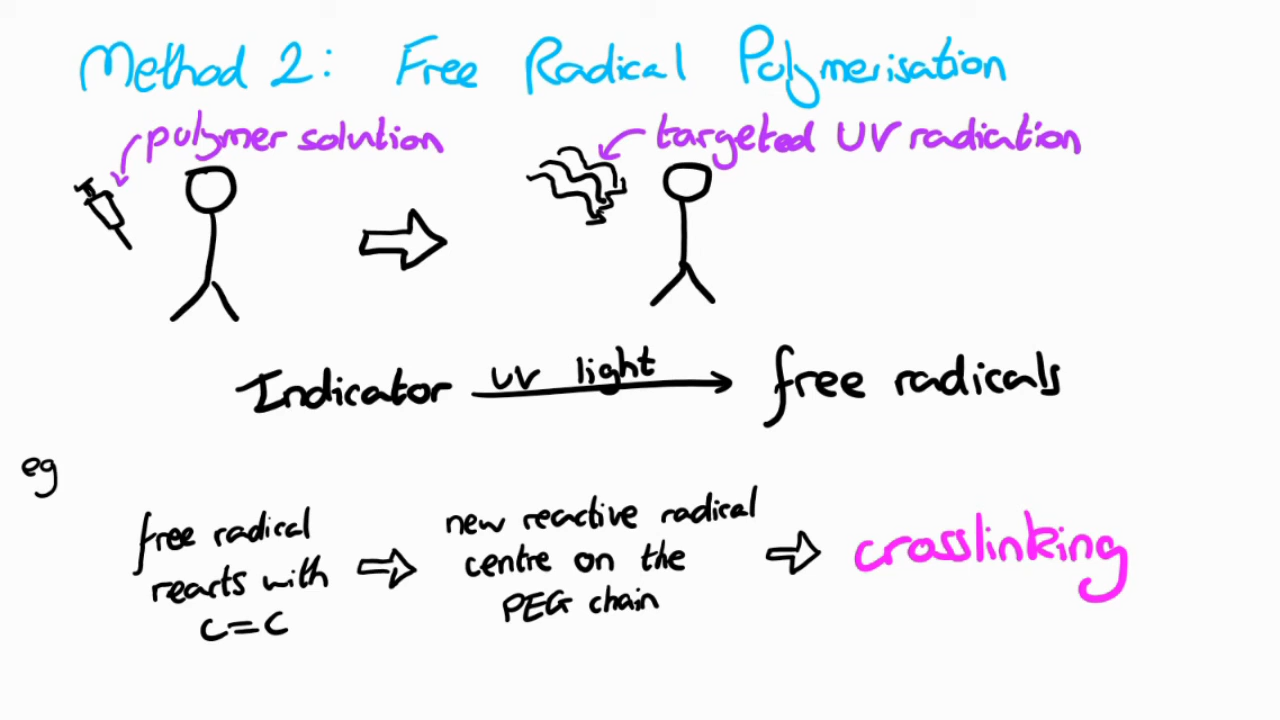 Method 2: Free Radical Polymerisation
polymer solution
targeted UV radiation
Indicator UV light free radicals
eg
free radical
reacts with
C=C
new reactive radical
centre on the
PEG chain
crosslinking